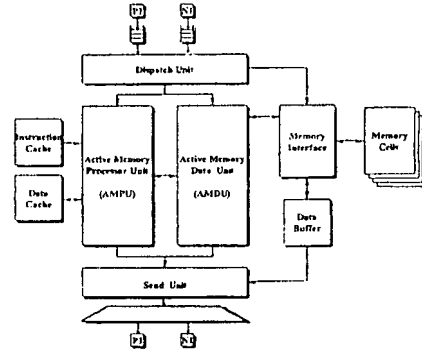 PI NI
Dispatch Unit
Instruction
Cache
Data
Cache
Active Memory
Processor Unit
(AMPU)
Active Memory
Data Unit
(AMDU)
Memory
Interface
Memory
Cells
Data
Buffer
Send Unit
PI NI